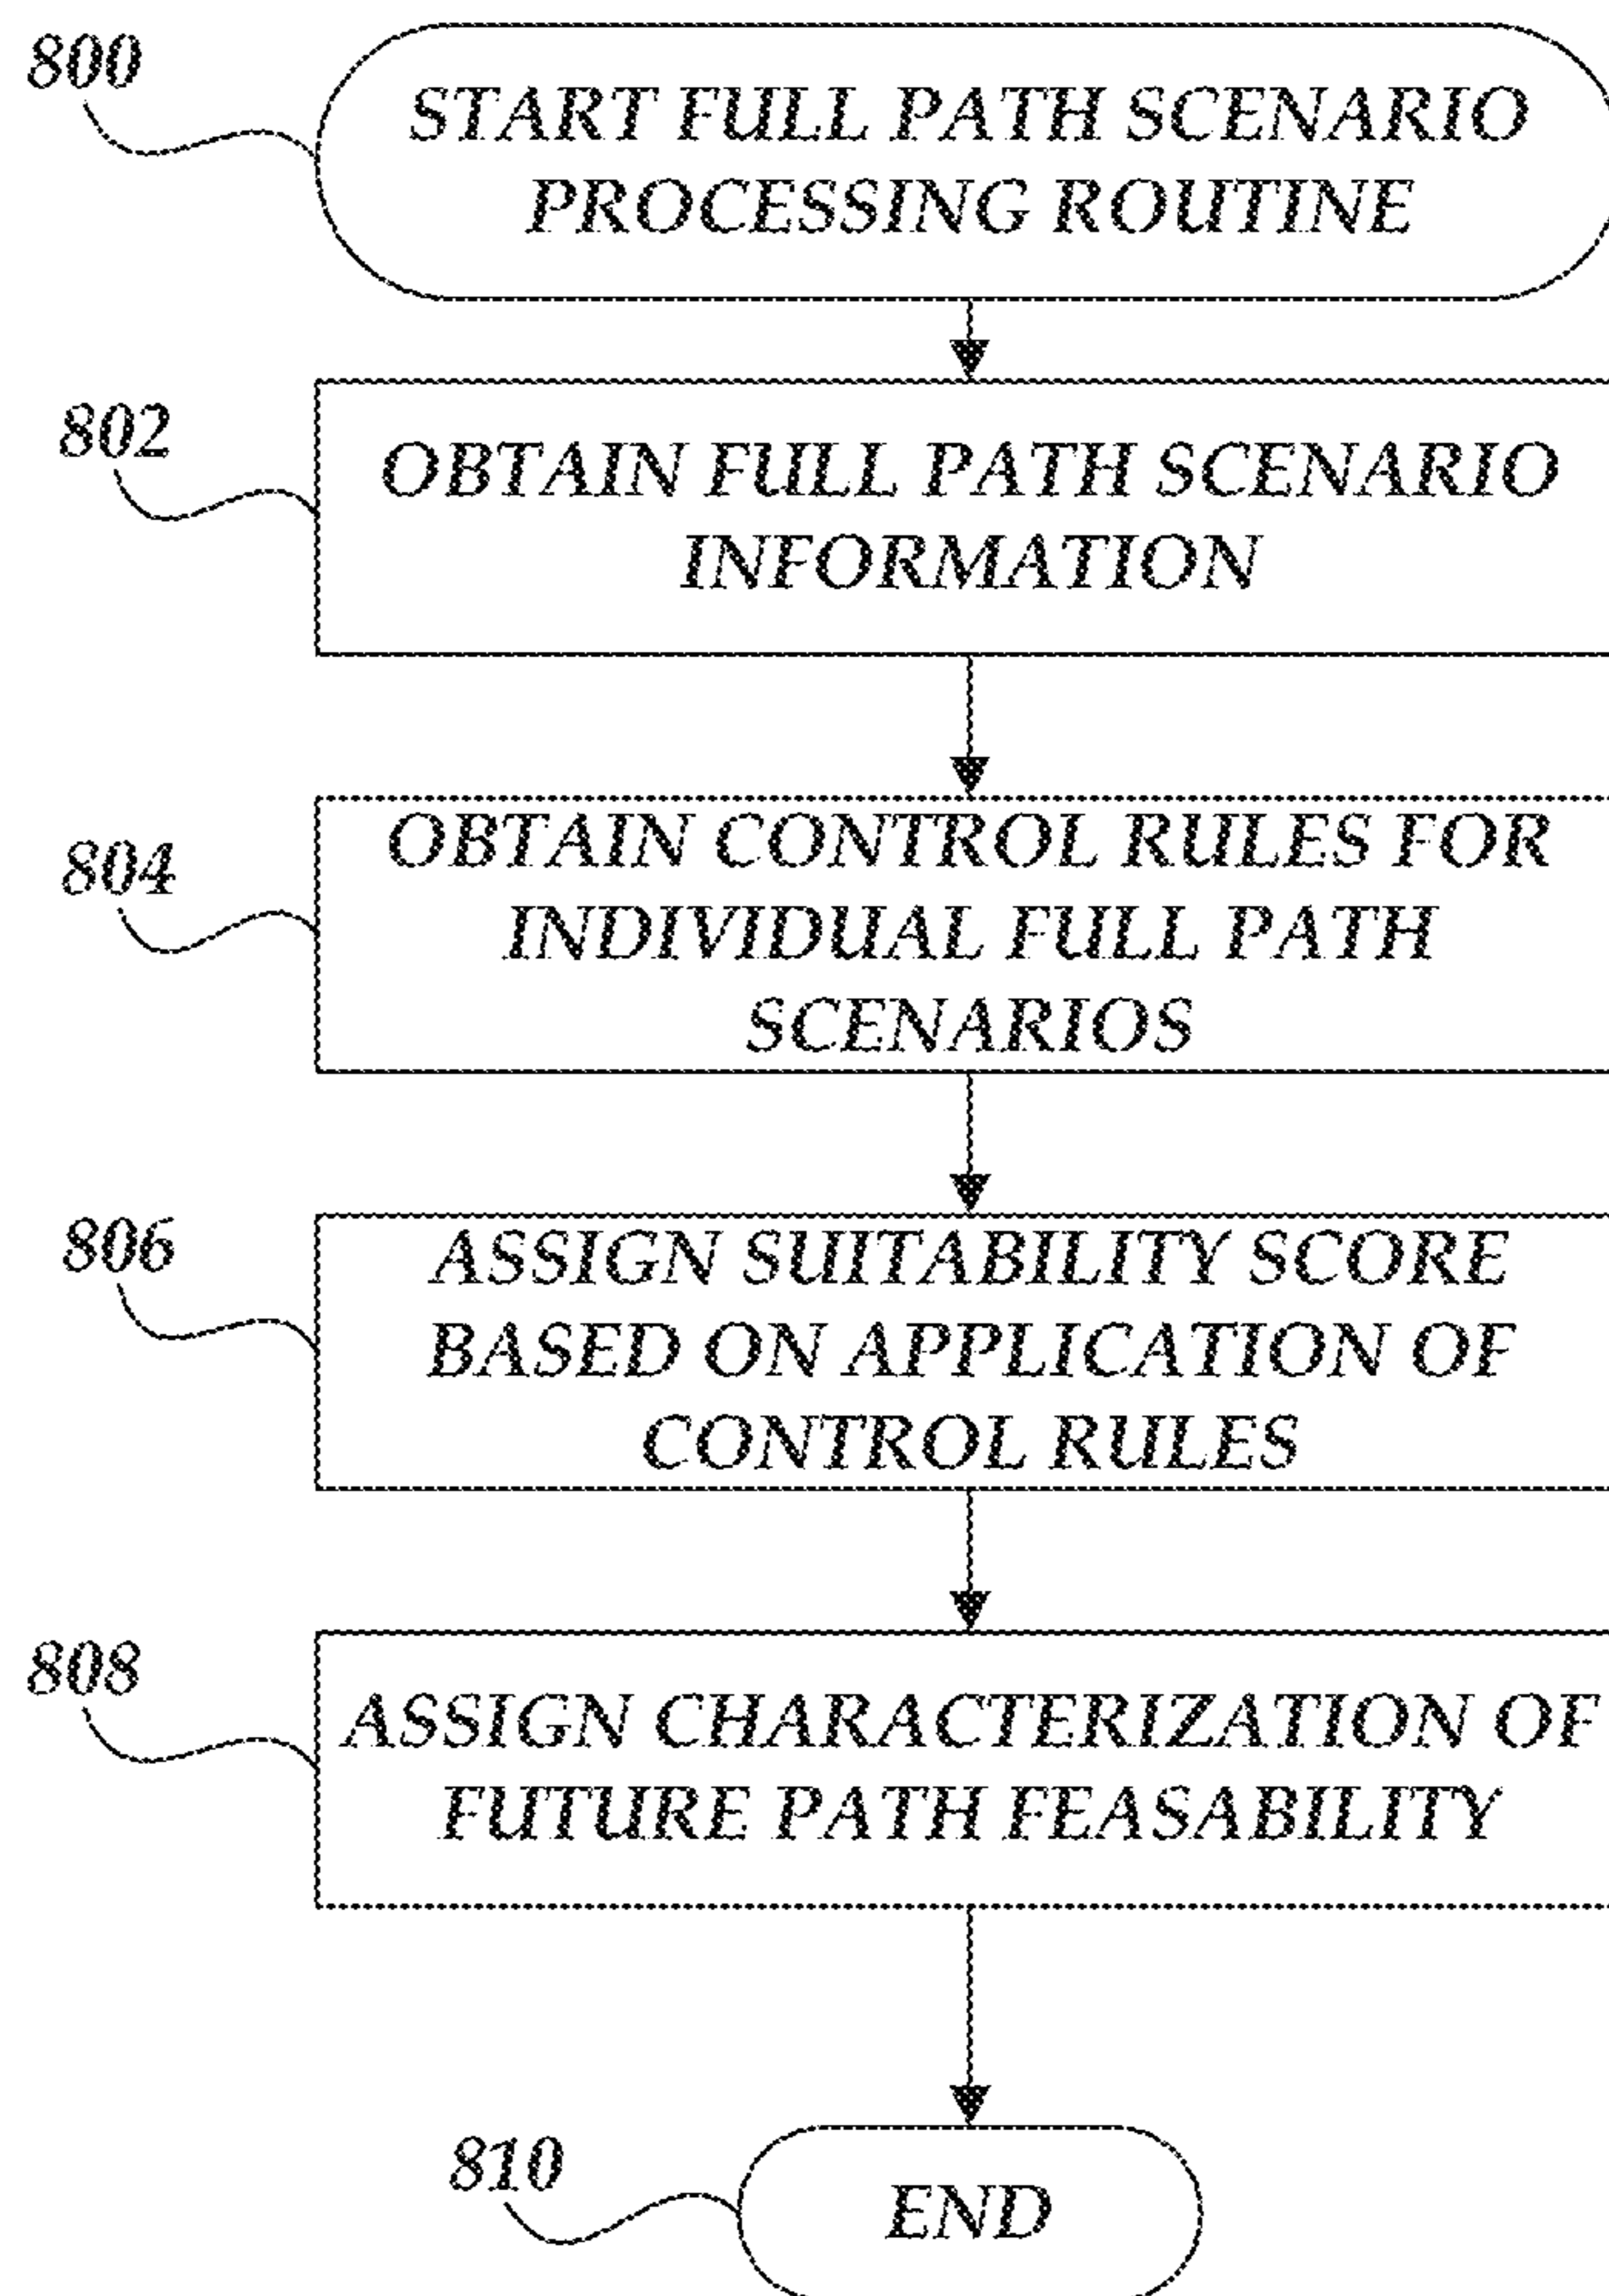 800
START FULL PATH SCENARIO
PROCESSING ROUTINE
802
OBTAIN FULL PATH SCENARIO
INFORMATION
804
OBTAIN CONTROL RULES FOR
INDIVIDUAL FULL PATH
SCENARIOS
806
ASSIGN SUITABILITY SCORE
BASED ON APPLICATION OF
CONTROL RULES
808
ASSIGN CHARACTERIZATION OF
FUTURE PATH FEASABILITY
810
END